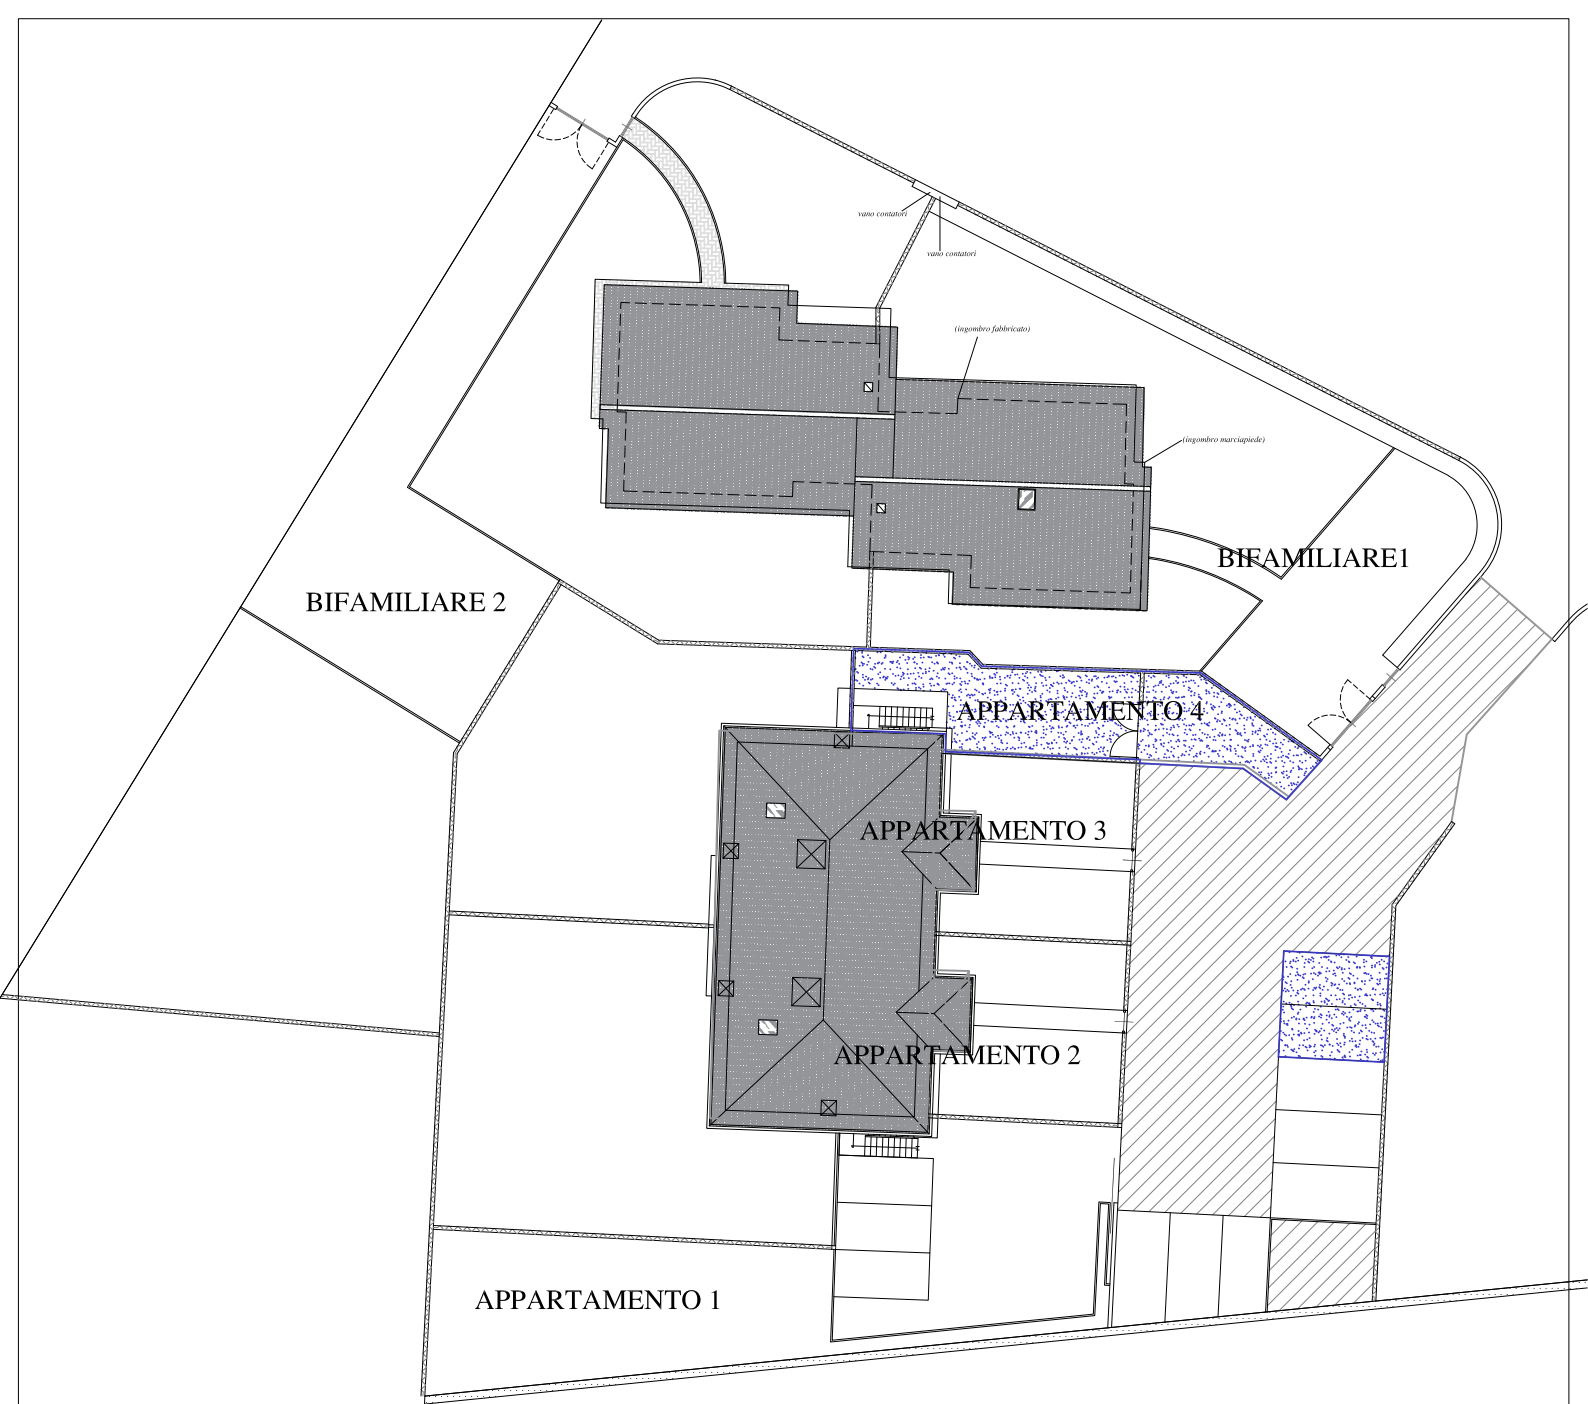 vano contatori
vano contatori
(ingombro fabbricato)
(ingombro marciapiede)
BIFAMILIARE1
BIFAMILIARE 2
APPARTAMENTO 4
APPARTAMENTO 3
APPARTAMENTO 2
APPARTAMENTO 1